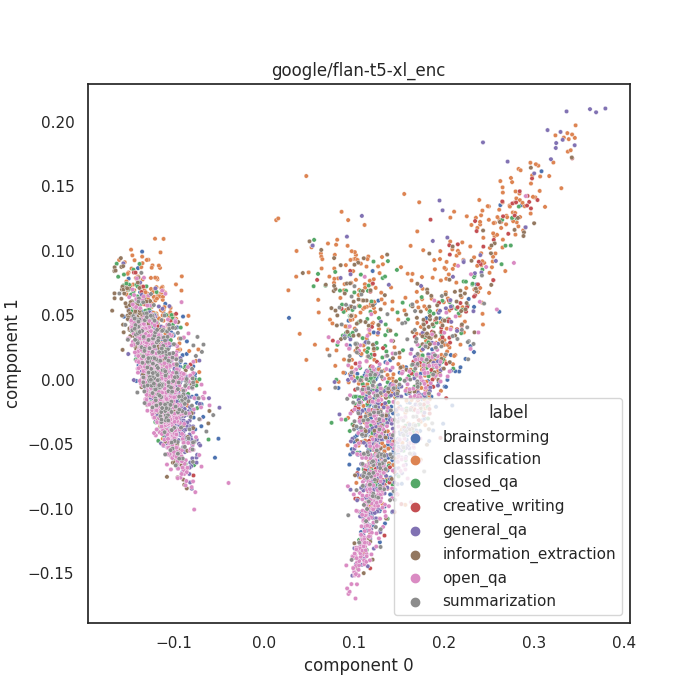 google/flan-t5-xl_enc
0.20
0.15
0.10
0.05
0.00
−0.05
−0.10
−0.15
component 1
label
brainstorming
classification
closed_qa
creative_writing
general_qa
information_extraction
open_qa
summarization
−0.1 0.0 0.1 0.2 0.3 0.4
component 0